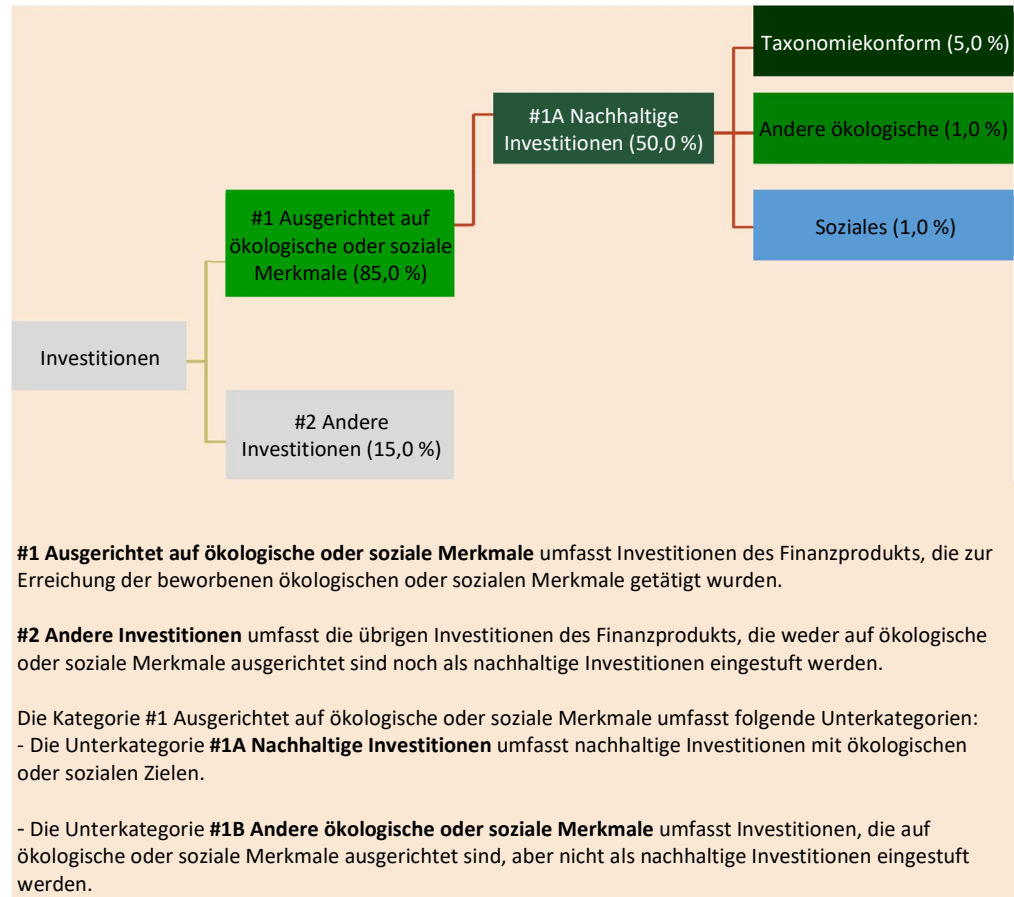 Taxonomiekonform (5,0 %)
#1A Nachhaltige
Investitionen (50,0 %)
Andere ökologische (1,0 %)
#1 Ausgerichtet auf
ökologische oder soziale
Merkmale (85,0 %)
Soziales (1,0 %)
Investitionen
#2 Andere
Investitionen (15,0 %)
#1 Ausgerichtet auf ökologische oder soziale Merkmale umfasst Investitionen des Finanzprodukts, die zur
Erreichung der beworbenen ökologischen oder sozialen Merkmale getätigt wurden.
#2 Andere Investitionen umfasst die übrigen Investitionen des Finanzprodukts, die weder auf ökologische
oder soziale Merkmale ausgerichtet sind noch als nachhaltige Investitionen eingestuft werden.
Die Kategorie #1 Ausgerichtet auf ökologische oder soziale Merkmale umfasst folgende Unterkategorien:
- Die Unterkategorie #1A Nachhaltige Investitionen umfasst nachhaltige Investitionen mit ökologischen
oder sozialen Zielen.
- Die Unterkategorie #1B Andere ökologische oder soziale Merkmale umfasst Investitionen, die auf
ökologische oder soziale Merkmale ausgerichtet sind, aber nicht als nachhaltige Investitionen eingestuft
werden.